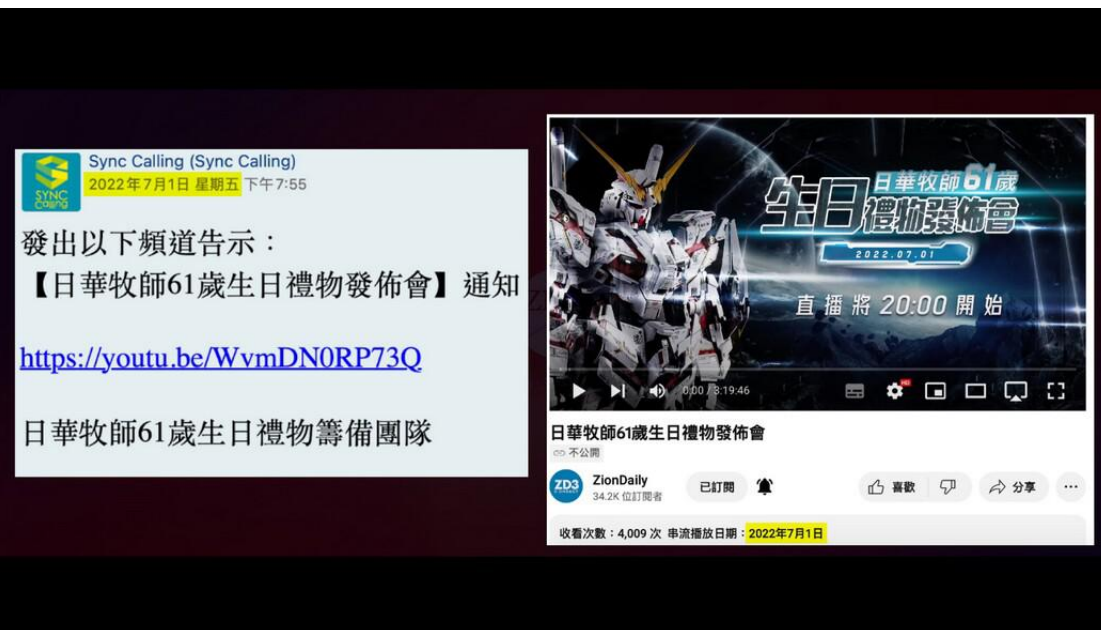 Sync Calling (Sync Calling)
2022年7月1日 星期五 下午7:55
SYNC
Calling
發出以下頻道告示：
【日華牧師61歲生日禮物發佈會】通知
https://youtu.be/WvmDN0RP73Q
日華牧師61歲生日禮物籌備團隊
日華牧師61歲
生日禮物發佈會
2022.07.01
直播將 20:00 開始
0:00 / 3:19:46
HD
日華牧師61歲生日禮物發佈會
不公開
ZD3
ZionDaily
34.2K 位訂閱者
已訂閱
喜歡
分享
收看次數：4,009 次 串流播放日期：2022年7月1日